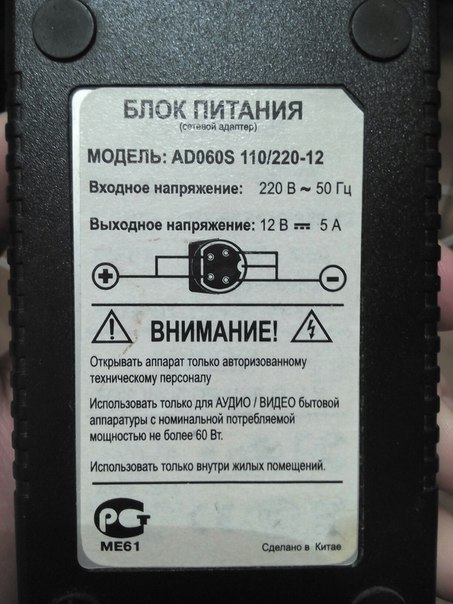 БЛОК ПИТАНИЯ
(сетевой адаптер)
МОДЕЛЬ: AD060S 110/220-12
Входное напряжение: 220 В ~ 50 Гц
Выходное напряжение: 12 В ⎓ 5 А
+ −
ВНИМАНИЕ!
Открывать аппарат только авторизованному
техническому персоналу
Использовать только для АУДИО / ВИДЕО бытовой
аппаратуры с номинальной потребляемой
мощностью не более 60 Вт.
Использовать только внутри жилых помещений.
РСТ
МЕ61
Сделано в Китае